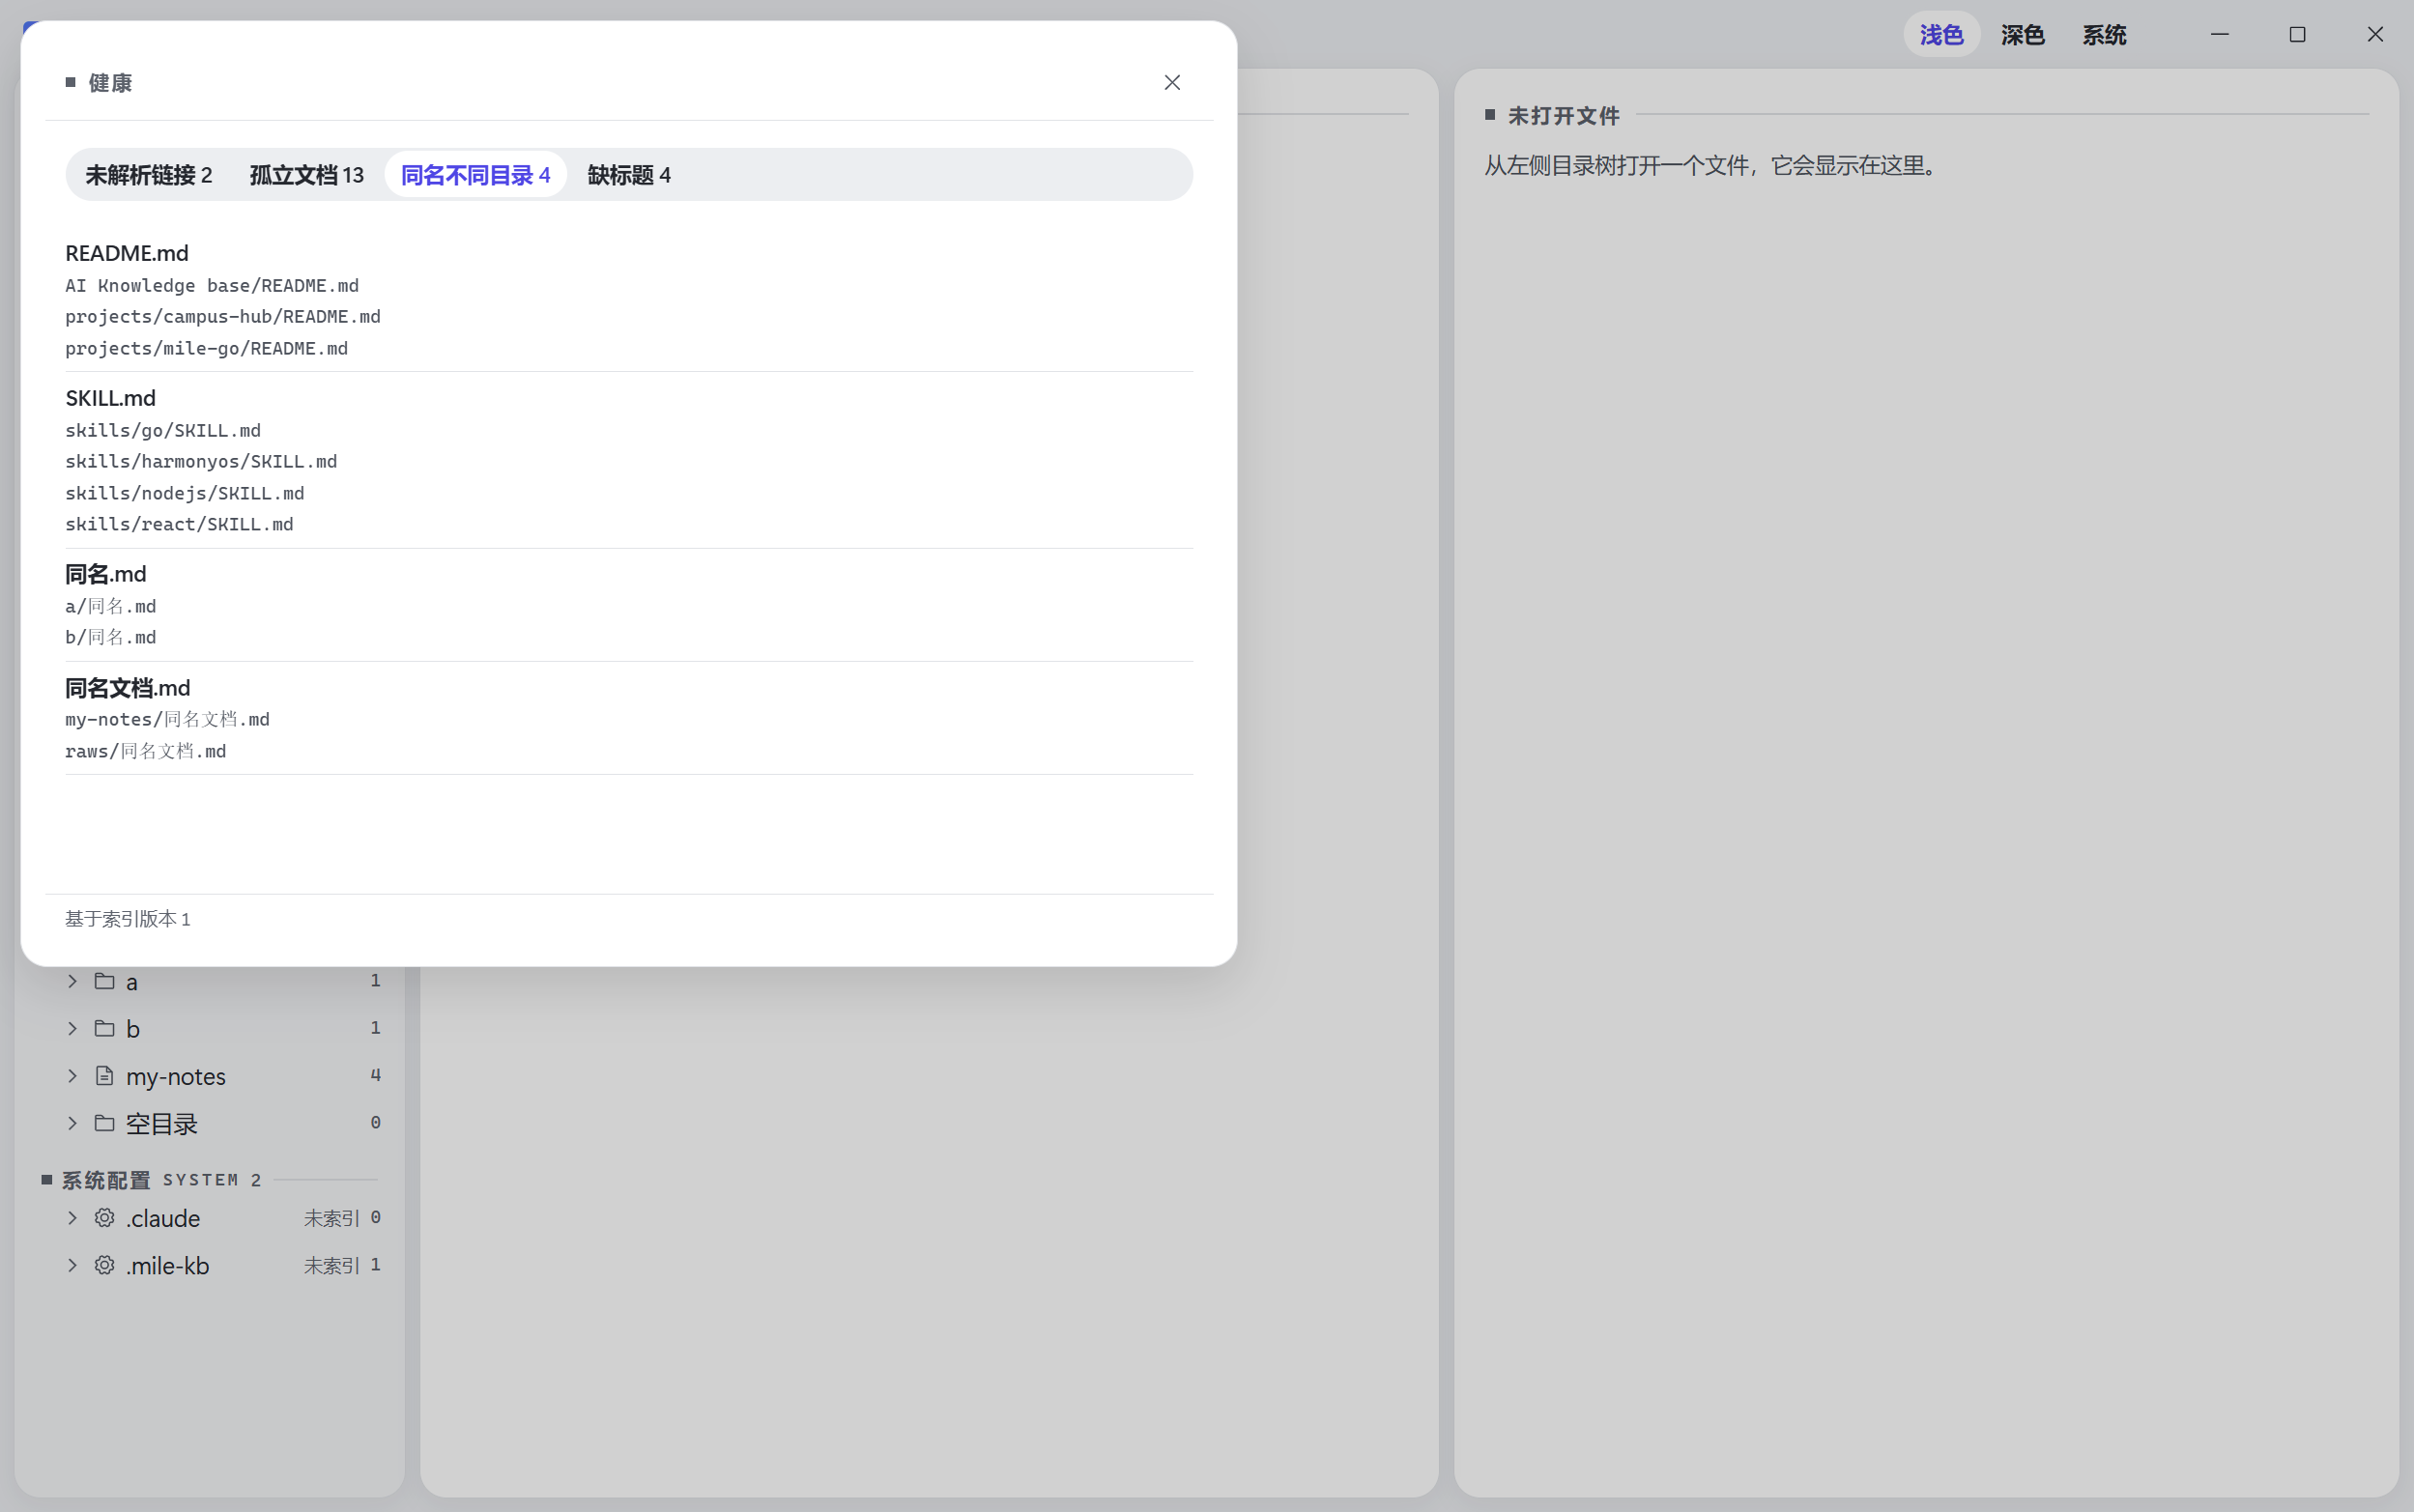 浅色 深色 系统
健康
未解析链接 2 孤立文档 13 同名不同目录 4 缺标题 4
README.md
AI Knowledge base/README.md
projects/campus-hub/README.md
projects/mile-go/README.md
SKILL.md
skills/go/SKILL.md
skills/harmonyos/SKILL.md
skills/nodejs/SKILL.md
skills/react/SKILL.md
同名.md
a/同名.md
b/同名.md
同名文档.md
my-notes/同名文档.md
raws/同名文档.md
基于索引版本 1
a 1
b 1
my-notes 4
空目录 0
系统配置 SYSTEM 2
.claude 未索引 0
.mile-kb 未索引 1
未打开文件
从左侧目录树打开一个文件，它会显示在这里。